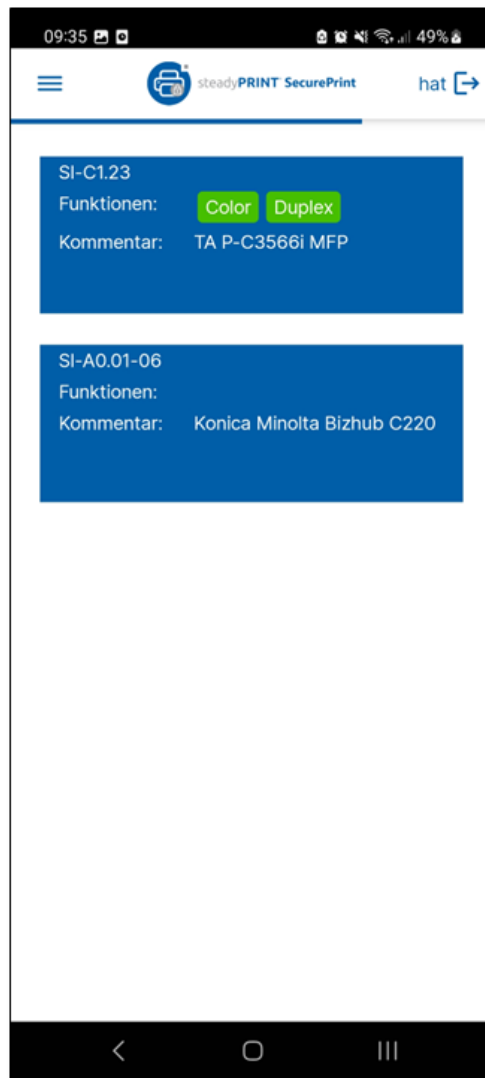 09:35 49%
steadyPRINT SecurePrint hat
SI-C1.23
Funktionen: Color Duplex
Kommentar: TA P-C3566i MFP
SI-A0.01-06
Funktionen:
Kommentar: Konica Minolta Bizhub C220